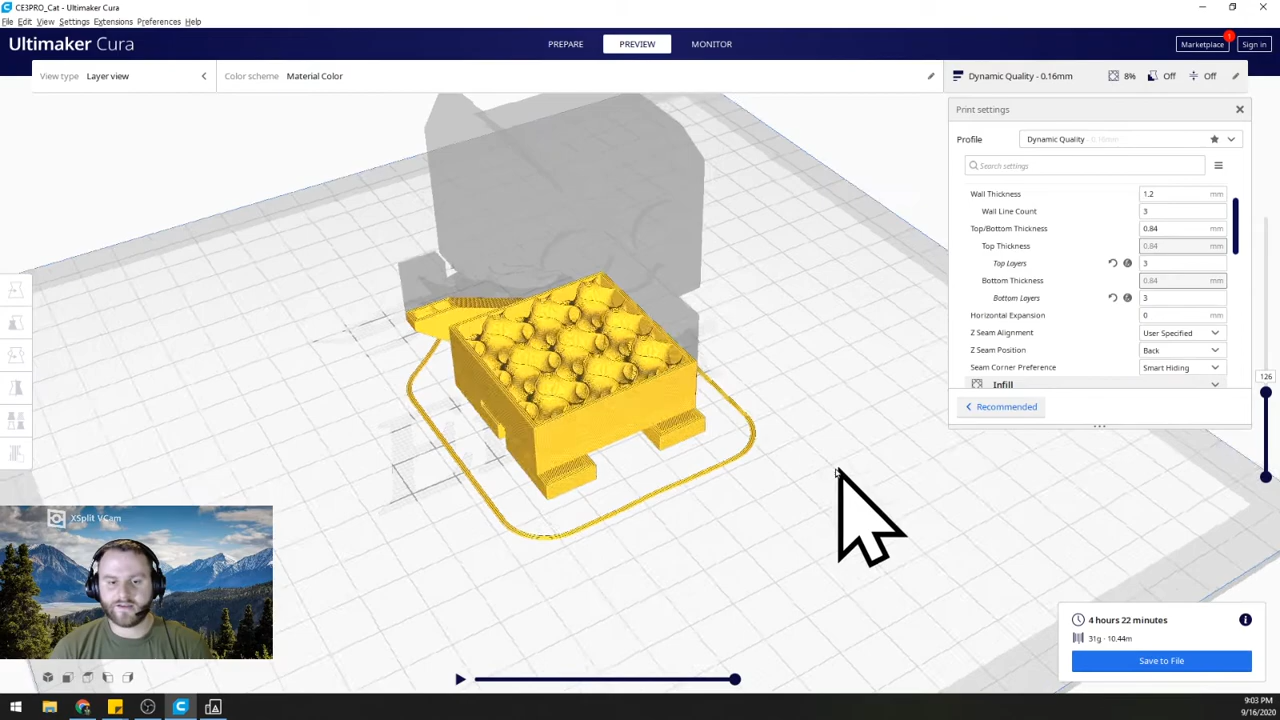 CE3PRO_Cat - Ultimaker Cura
File Edit View Settings Extensions Preferences Help
Ultimaker Cura
PREPARE
PREVIEW
MONITOR
Marketplace
1
Sign in
View type Layer view
Color scheme Material Color
Dynamic Quality - 0.16mm
8%
Off
Off
Print settings
Profile
Dynamic Quality
Search settings
Wall Thickness 1.2 mm
Wall Line Count 3
Top/Bottom Thickness 0.84 mm
Top Thickness 0.84 mm
Top Layers 3
Bottom Thickness 0.84 mm
Bottom Layers 3
Horizontal Expansion 0 mm
Z Seam Alignment User Specified
Z Seam Position Back
Seam Corner Preference Smart Hiding
Infill
Recommended
126
XSplit VCam
4 hours 22 minutes
31g · 10.44m
Save to File
9:03 PM
9/16/2020